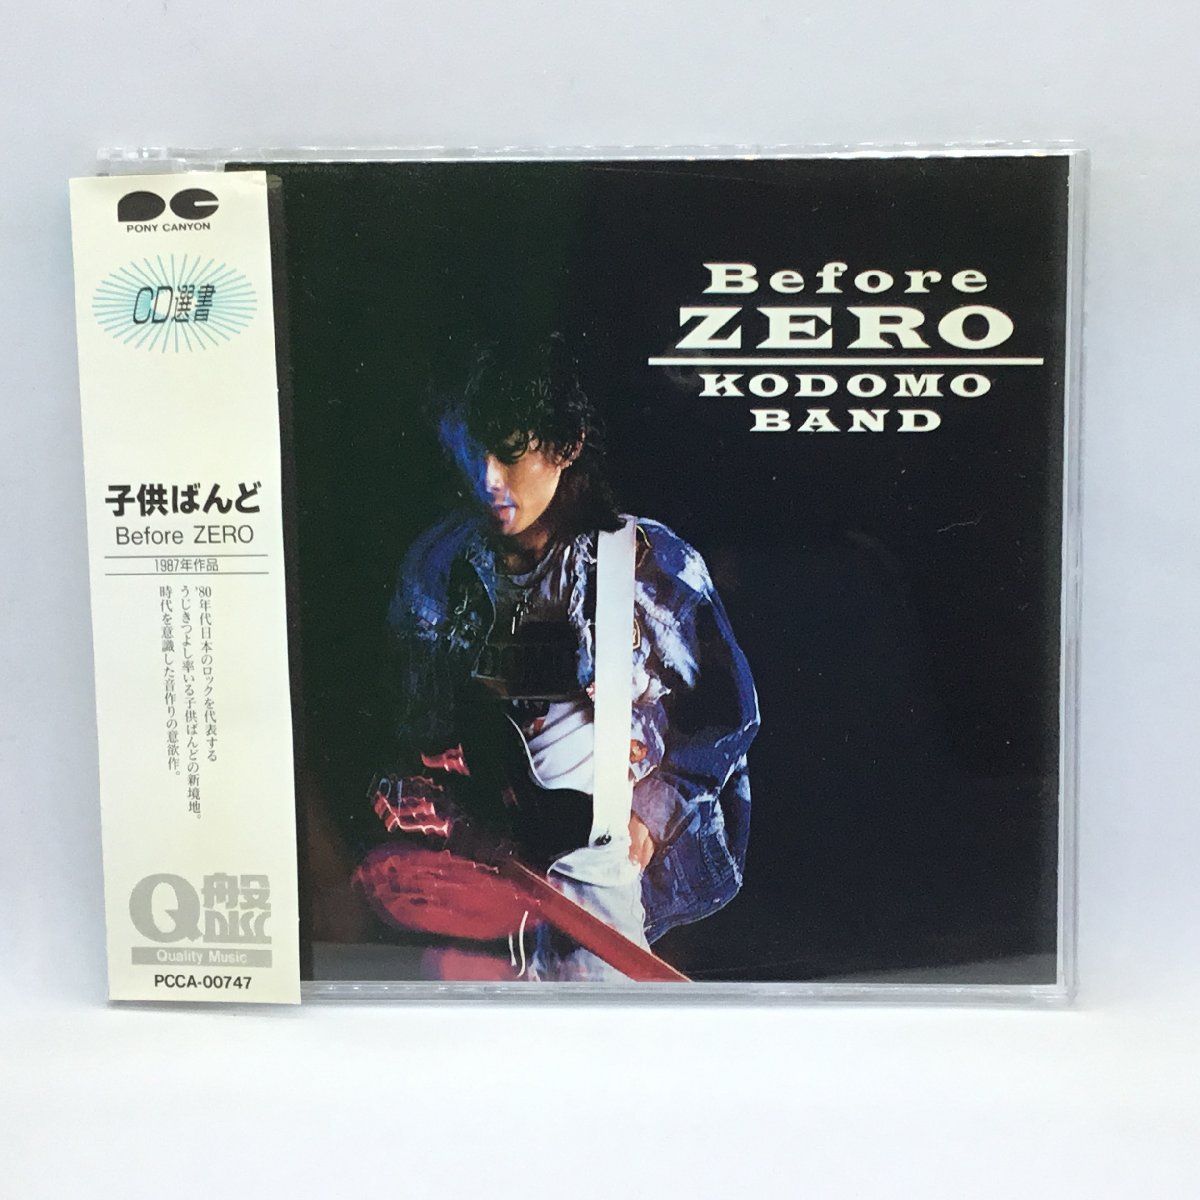 PONY CANYON
CD選書
子供ばんど
Before ZERO
1987年作品
'80年代日本のロックを代表する
うじきつよし率いる子供ばんどの新境地。
時代を意識した音作りの意欲作。
Q盤
DISC
Quality Music
PCCA-00747
Before
ZERO
KODOMO
BAND